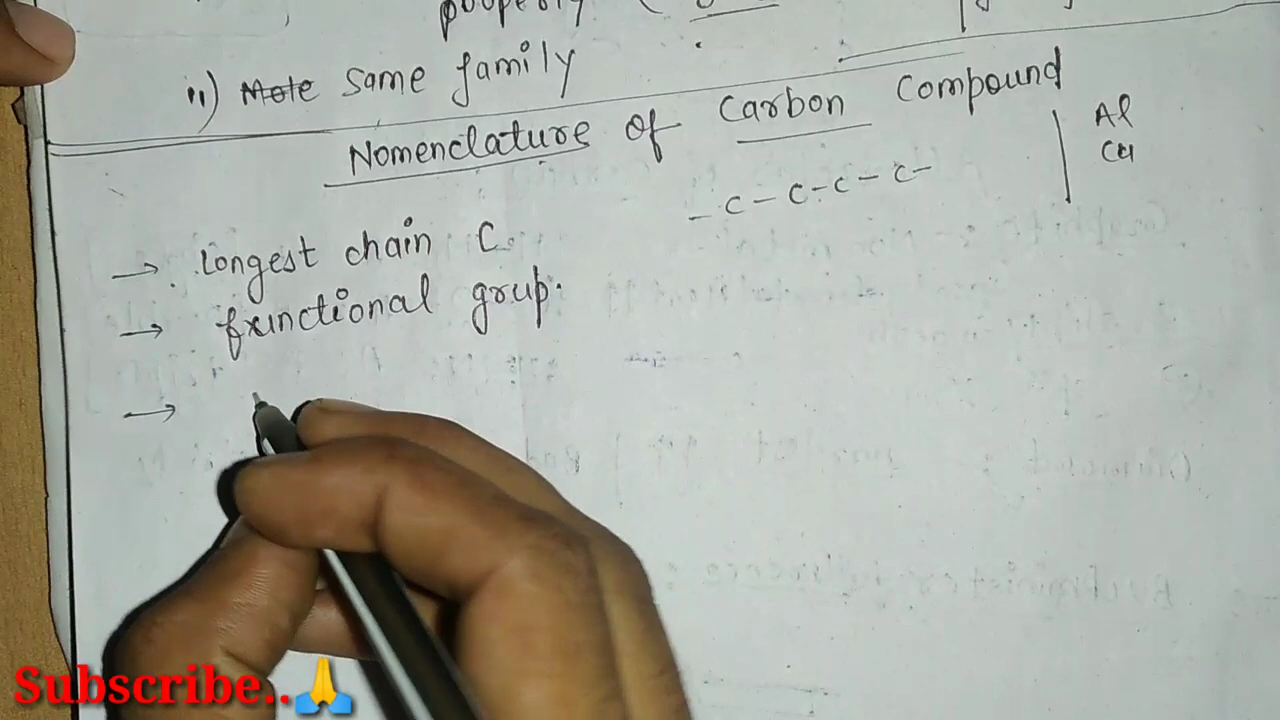 ii) Mote same family
Nomenclature of Carbon Compound
- C - C - C - C -
Al
→ Longest chain C
→ functional grup.
→
Subscribe..🙏